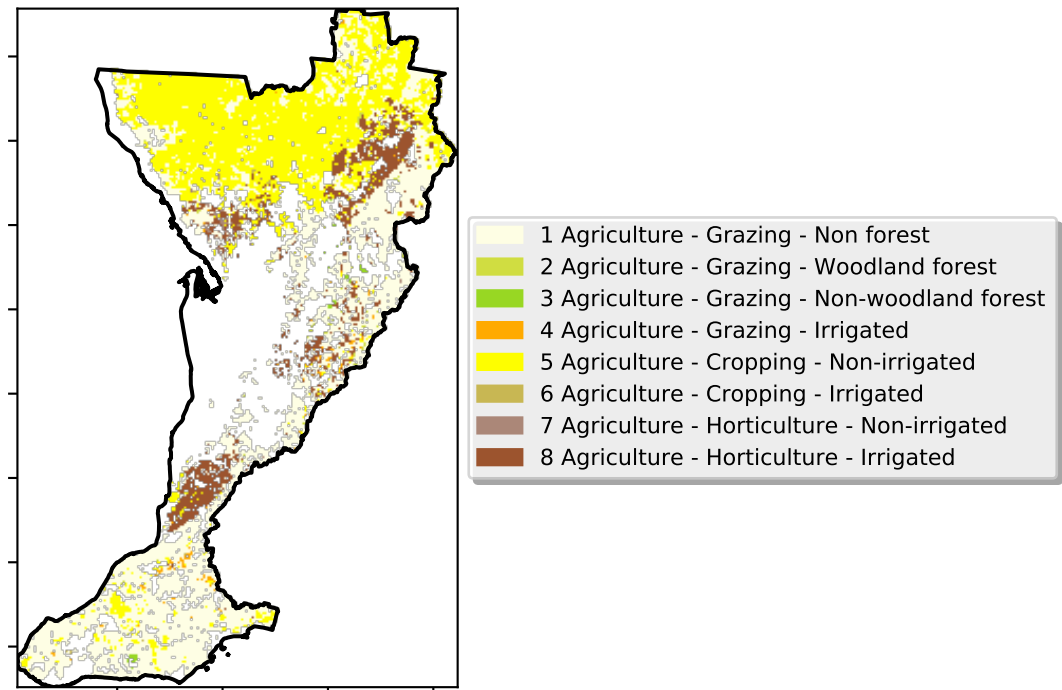 1 Agriculture - Grazing - Non forest
2 Agriculture - Grazing - Woodland forest
3 Agriculture - Grazing - Non-woodland forest
4 Agriculture - Grazing - Irrigated
5 Agriculture - Cropping - Non-irrigated
6 Agriculture - Cropping - Irrigated
7 Agriculture - Horticulture - Non-irrigated
8 Agriculture - Horticulture - Irrigated